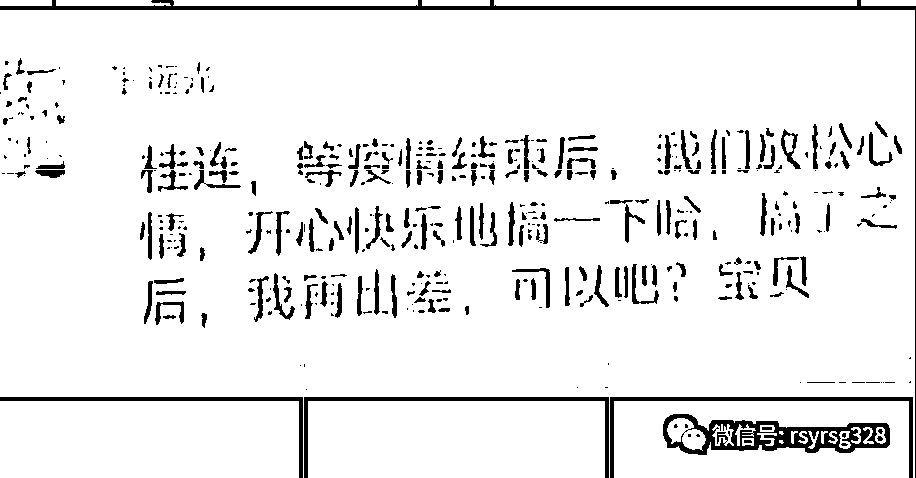 远光
桂连，等疫情结束后，我们放松心
情，开心快乐地搞一下哈，搞了之
后，我再出差，可以吧？宝贝
微信号: rsyrsg328